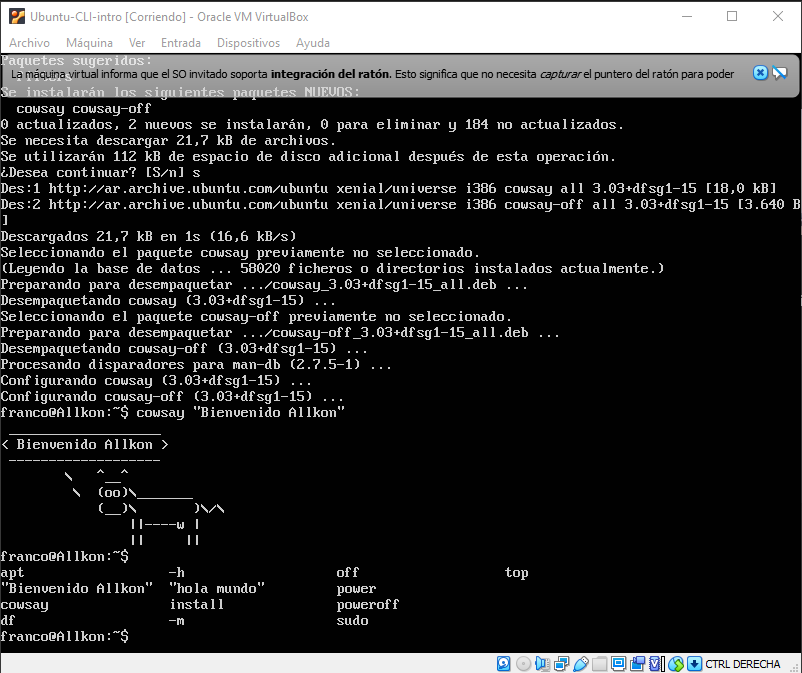 Ubuntu-CLI-intro [Corriendo] - Oracle VM VirtualBox
Archivo Máquina Ver Entrada Dispositivos Ayuda
Paquetes sugeridos:
La máquina virtual informa que el SO invitado soporta integración del ratón. Esto significa que no necesita capturar el puntero del ratón para poder
Se instalarán los siguientes paquetes NUEVOS:
  cowsay cowsay-off
0 actualizados, 2 nuevos se instalarán, 0 para eliminar y 184 no actualizados.
Se necesita descargar 21,7 kB de archivos.
Se utilizarán 112 kB de espacio de disco adicional después de esta operación.
¿Desea continuar? [S/n] s
Des:1 http://ar.archive.ubuntu.com/ubuntu xenial/universe i386 cowsay all 3.03+dfsg1-15 [18,0 kB]
Des:2 http://ar.archive.ubuntu.com/ubuntu xenial/universe i386 cowsay-off all 3.03+dfsg1-15 [3.640 B
]
Descargados 21,7 kB en 1s (16,6 kB/s)
Seleccionando el paquete cowsay previamente no seleccionado.
(Leyendo la base de datos ... 58020 ficheros o directorios instalados actualmente.)
Preparando para desempaquetar .../cowsay_3.03+dfsg1-15_all.deb ...
Desempaquetando cowsay (3.03+dfsg1-15) ...
Seleccionando el paquete cowsay-off previamente no seleccionado.
Preparando para desempaquetar .../cowsay-off_3.03+dfsg1-15_all.deb ...
Desempaquetando cowsay-off (3.03+dfsg1-15) ...
Procesando disparadores para man-db (2.7.5-1) ...
Configurando cowsay (3.03+dfsg1-15) ...
Configurando cowsay-off (3.03+dfsg1-15) ...
franco@Allkon:~$ cowsay "Bienvenido Allkon"
 ___________________
< Bienvenido Allkon >
 -------------------
        \   ^__^
         \  (oo)\_______
            (__)\       )\/\
                ||----w |
                ||     ||
franco@Allkon:~$
apt -h off top
"Bienvenido Allkon" "hola mundo" power
cowsay install poweroff
df -m sudo
franco@Allkon:~$
CTRL DERECHA